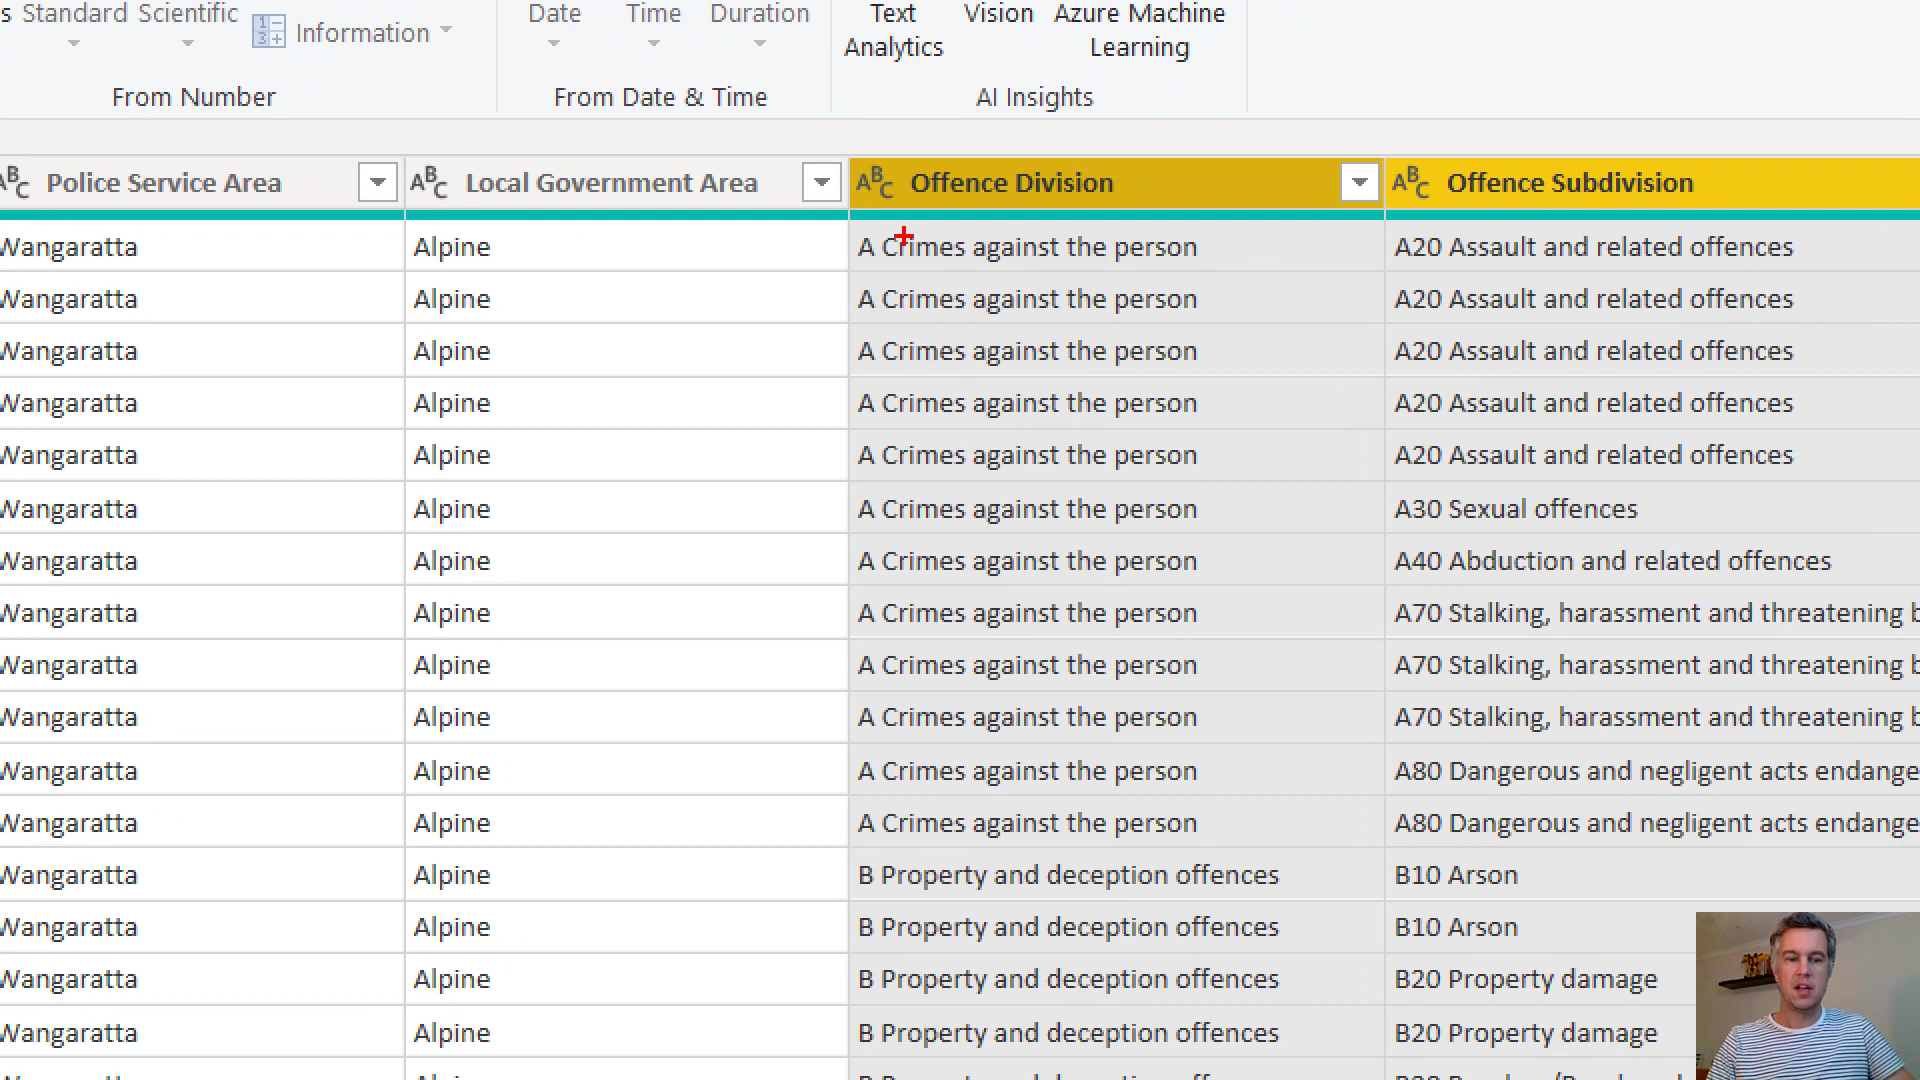 s Standard Scientific Information Date Time Duration Text Analytics Vision Azure Machine Learning
From Number From Date & Time AI Insights
ABC Police Service Area ABC Local Government Area ABC Offence Division ABC Offence Subdivision
Wangaratta Alpine A Crimes against the person A20 Assault and related offences
Wangaratta Alpine A Crimes against the person A20 Assault and related offences
Wangaratta Alpine A Crimes against the person A20 Assault and related offences
Wangaratta Alpine A Crimes against the person A20 Assault and related offences
Wangaratta Alpine A Crimes against the person A20 Assault and related offences
Wangaratta Alpine A Crimes against the person A30 Sexual offences
Wangaratta Alpine A Crimes against the person A40 Abduction and related offences
Wangaratta Alpine A Crimes against the person A70 Stalking, harassment and threatening b
Wangaratta Alpine A Crimes against the person A70 Stalking, harassment and threatening b
Wangaratta Alpine A Crimes against the person A70 Stalking, harassment and threatening b
Wangaratta Alpine A Crimes against the person A80 Dangerous and negligent acts endange
Wangaratta Alpine A Crimes against the person A80 Dangerous and negligent acts endange
Wangaratta Alpine B Property and deception offences B10 Arson
Wangaratta Alpine B Property and deception offences B10 Arson
Wangaratta Alpine B Property and deception offences B20 Property damage
Wangaratta Alpine B Property and deception offences B20 Property damage